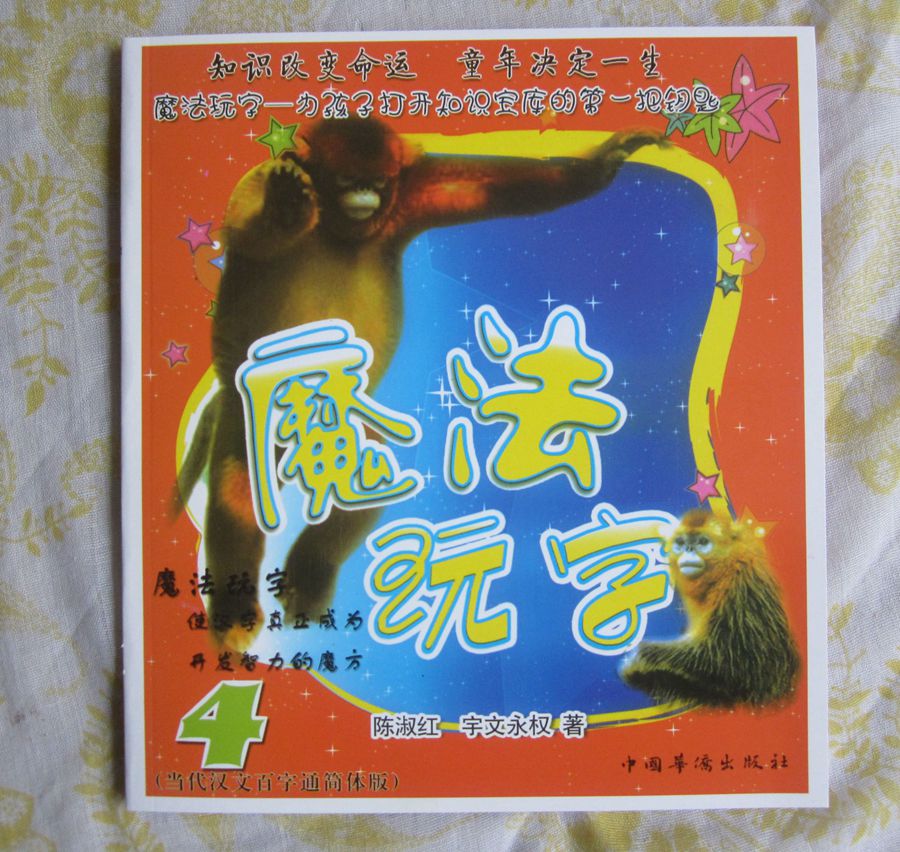 知识改变命运 童年决定一生
魔法玩字—为孩子打开知识宝库的第一把钥匙
魔法
玩字
魔法玩字
使汉字真正成为
开发智力的魔方
4
陈淑红 宇文永权 著
(当代汉文百字通简体版)
中国华侨出版社